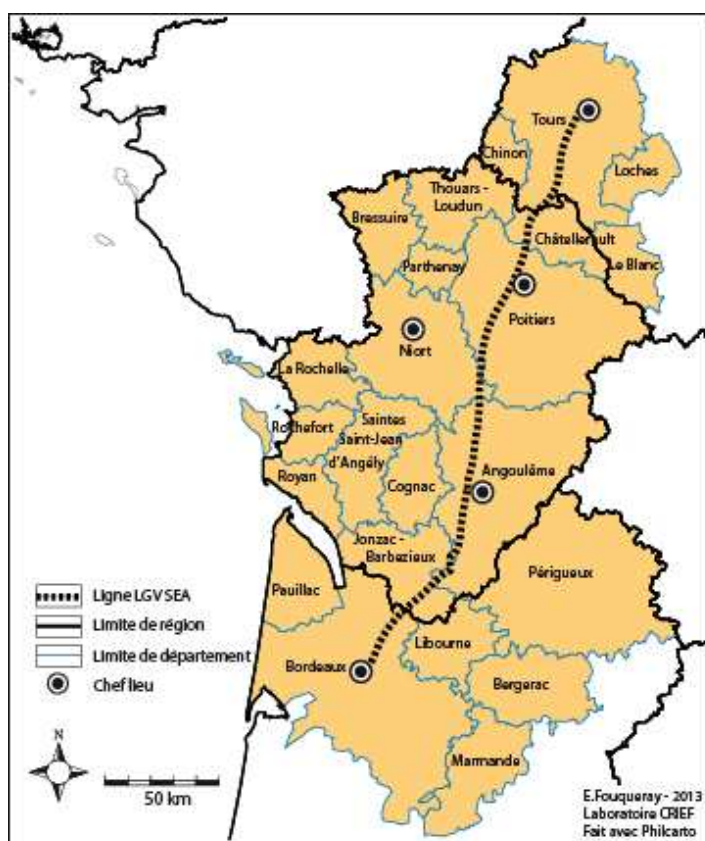 Tours
Chinon
Loches
Thouars -
Loudun
Bressuire
Châtellerault
Parthenay
Le Blanc
Poitiers
Niort
La Rochelle
Saintes
Rochefort
Saint-Jean
d'Angély
Royan
Cognac
Angoulême
Jonzac -
Barbezieux
Périgueux
Pauillac
Ligne LGV SEA
Limite de région
Libourne
Limite de département
Bordeaux
Chef lieu
Bergerac
N
Marmande
50 km
E.Fouqueray - 2013
Laboratoire CRIEF
Fait avec Philcarto